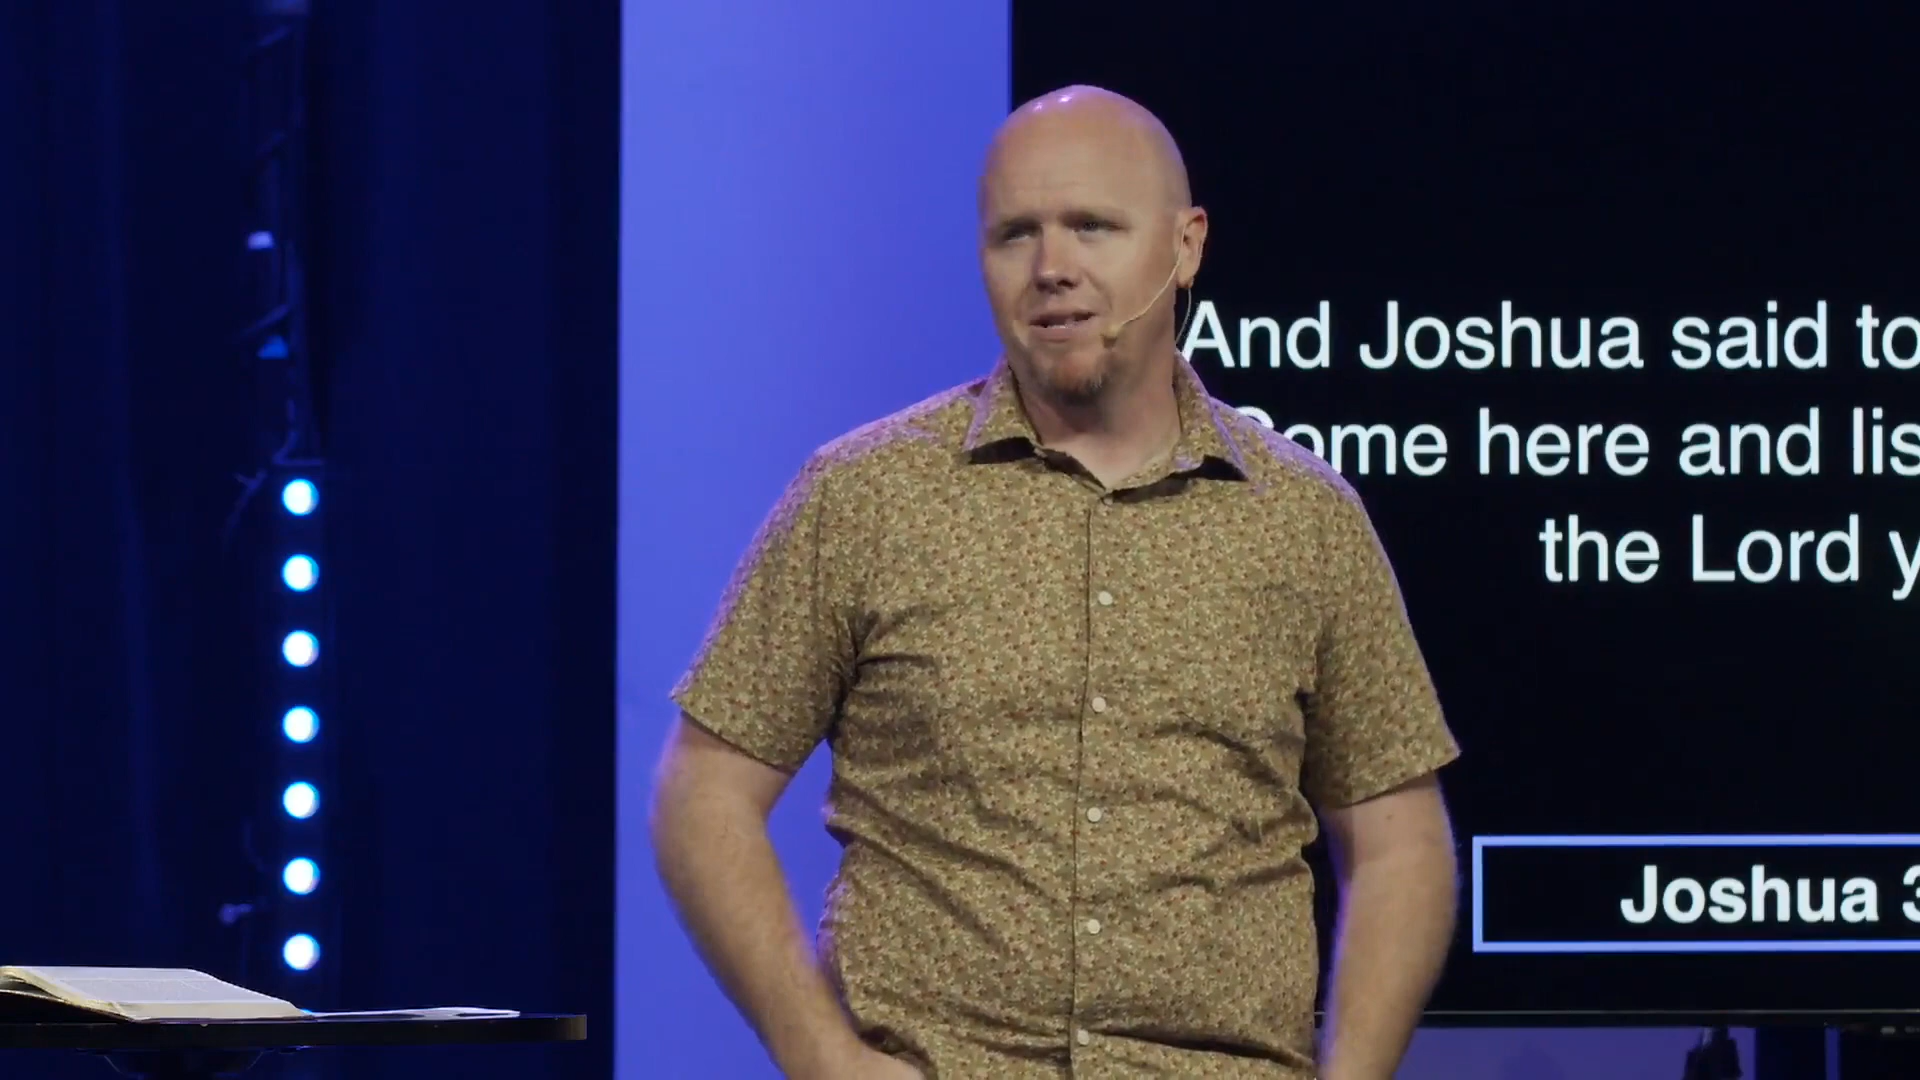 And Joshua said to
ome here and lis
the Lord y
Joshua 3